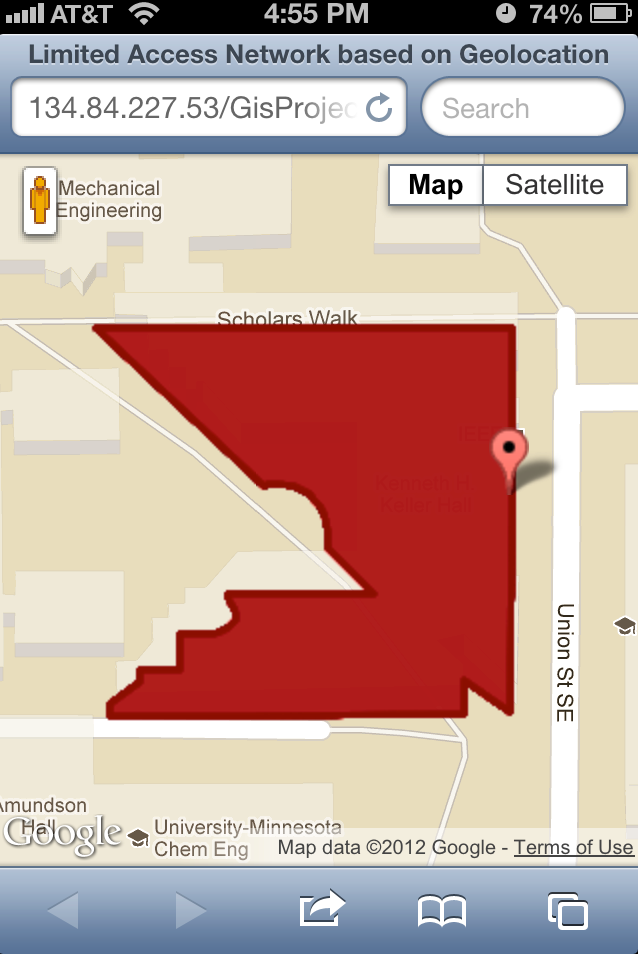 AT&T 4:55 PM 74%
Limited Access Network based on Geolocation
134.84.227.53/GisProjec Search
Mechanical
Engineering
Map Satellite
Scholars Walk
Kenneth H
Keller Hall
Union St SE
Amundson
Hall
Google
University-Minnesota
Chem Eng
Map data ©2012 Google - Terms of Use